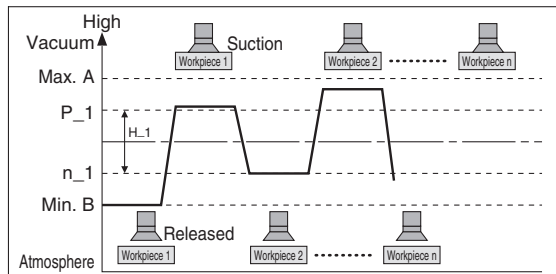 High
Vacuum
Suction
Workpiece 1
Workpiece 2
Workpiece n
Max. A
P_1
H_1
n_1
Min. B
Released
Workpiece 1
Workpiece 2
Workpiece n
Atmosphere